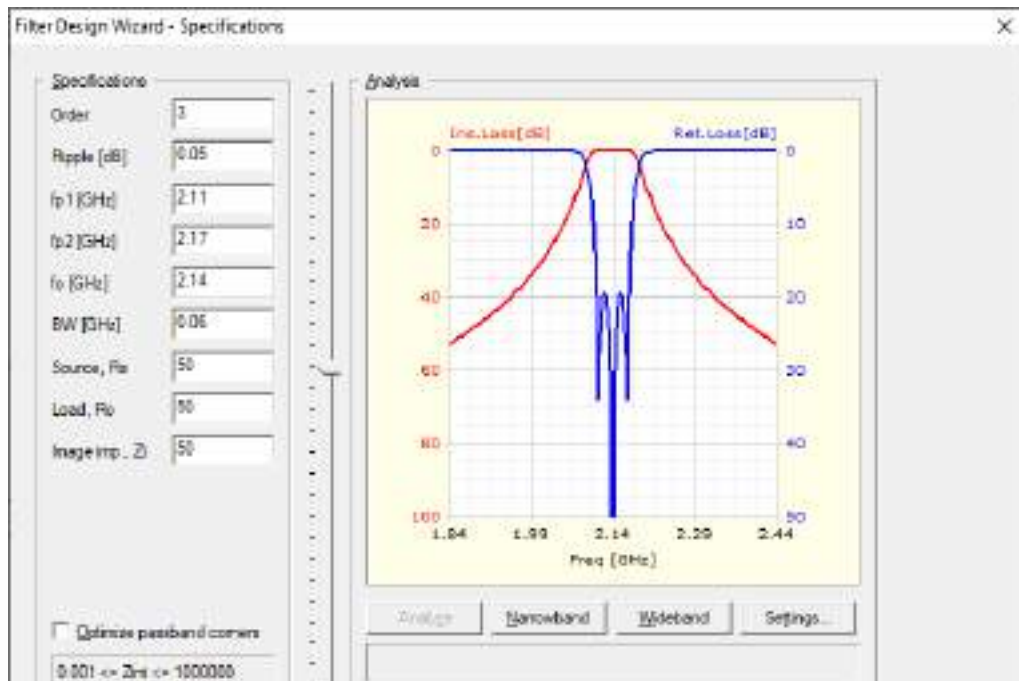 Filter Design Wizard - Specifications
Specifications
Order 3
Ripple [dB] 0.05
fp1 [GHz] 2.11
fp2 [GHz] 2.17
fo [GHz] 2.14
BW [GHz] 0.06
Source, Rs 50
Load, Ro 50
Image imp., Zi 50
Optimize passband corners
0.001 <= Zint <= 1000000
Analysis
Ins.Loss[dB] Ret.Loss[dB]
0 0
20 10
40 20
60 30
80 40
100 50
1.84 1.99 2.14 2.29 2.44
Freq [GHz]
Analyze Narrowband Wideband Settings...